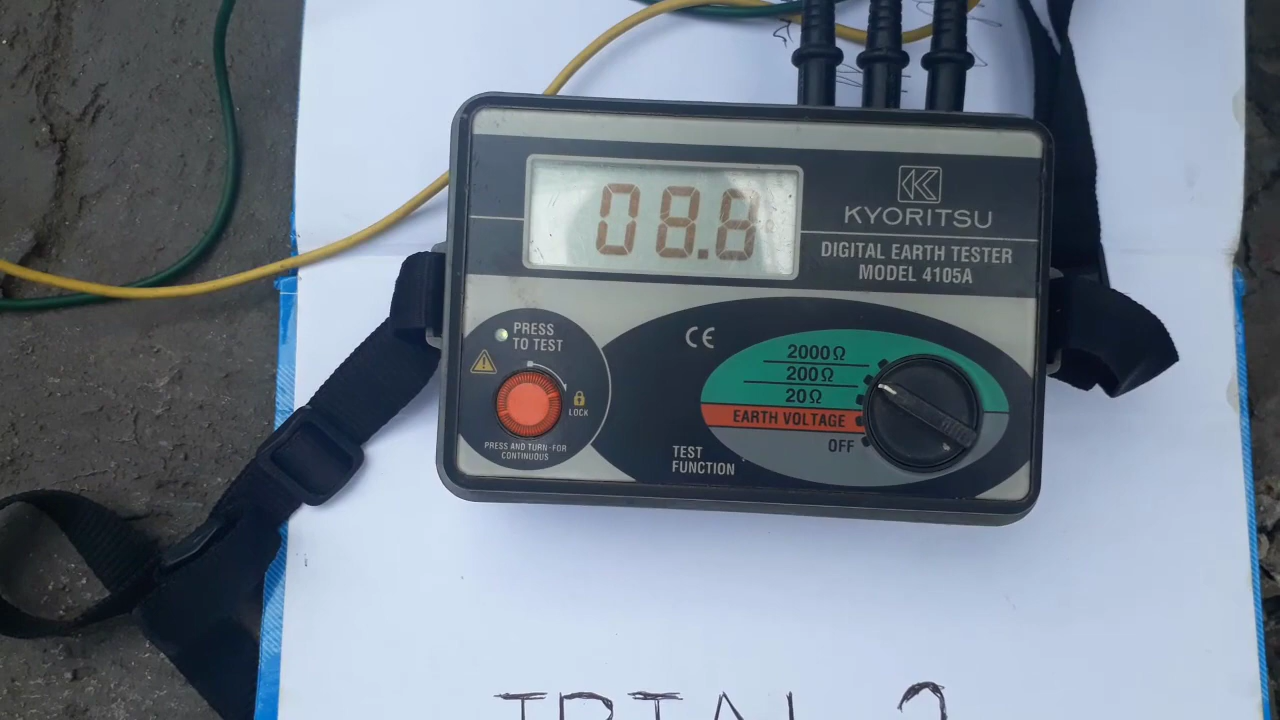 08.8
KYORITSU
DIGITAL EARTH TESTER
MODEL 4105A
PRESS
TO TEST
LOCK
PRESS AND TURN FOR
CONTINUOUS
CE
2000Ω
200Ω
20Ω
EARTH VOLTAGE
OFF
TEST
FUNCTION